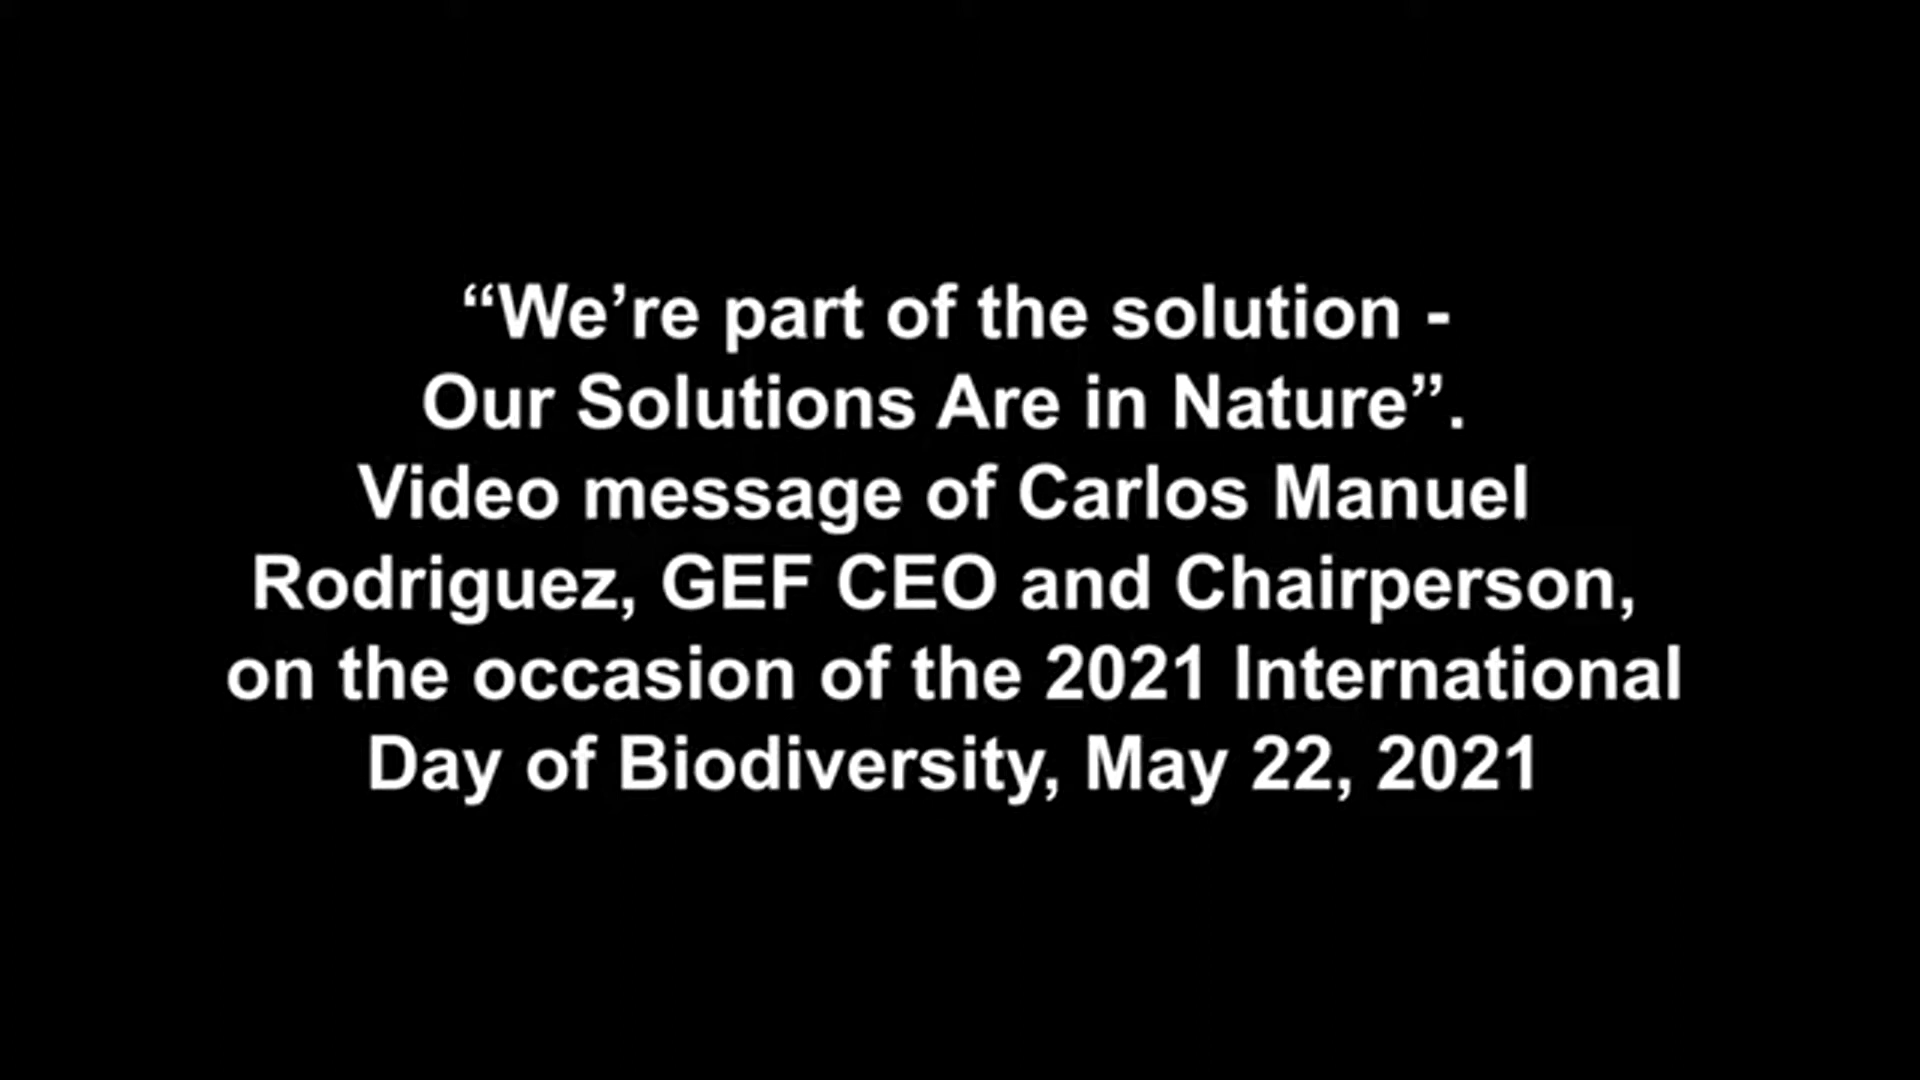 “We’re part of the solution -
Our Solutions Are in Nature”.
Video message of Carlos Manuel
Rodriguez, GEF CEO and Chairperson,
on the occasion of the 2021 International
Day of Biodiversity, May 22, 2021